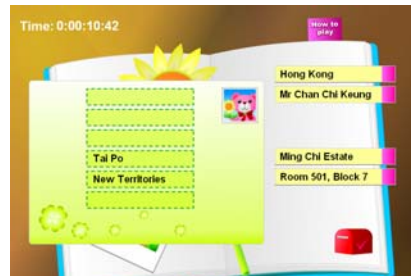 Time: 0:00:10:42
How to
play
Hong Kong
Mr Chan Chi Keung
Tai Po
New Territories
Ming Chi Estate
Room 501, Block 7